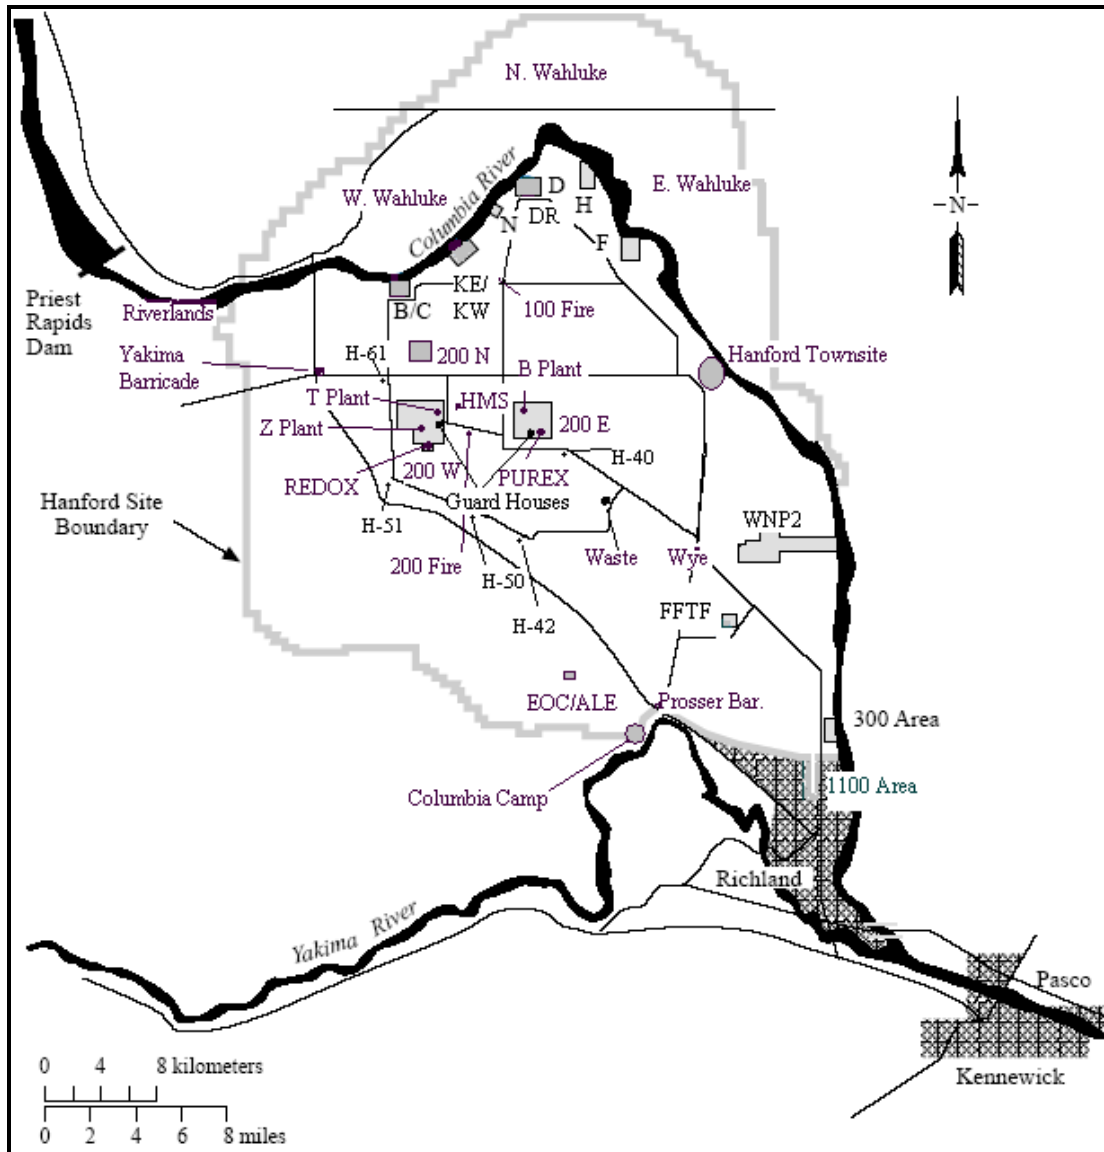 N. Wahluke
W. Wahluke
Columbia River
E. Wahluke
N
D
DR
H
N
F
Priest
Rapids
Dam
Riverlands
B/C
KE/
KW
100 Fire
Yakima
Barricade
H-61
200 N
B Plant
Hanford Townsite
T Plant
HMS
Z Plant
200 E
REDOX
200 W
PUREX
H-40
Guard Houses
Hanford Site
Boundary
H-51
200 Fire
H-50
H-42
Waste
Wye
WNP2
FFTF
EOC/ALE
Prosser Bar.
300 Area
Columbia Camp
1100 Area
Richland
Yakima River
Pasco
Kennewick
0 4 8 kilometers
0 2 4 6 8 miles